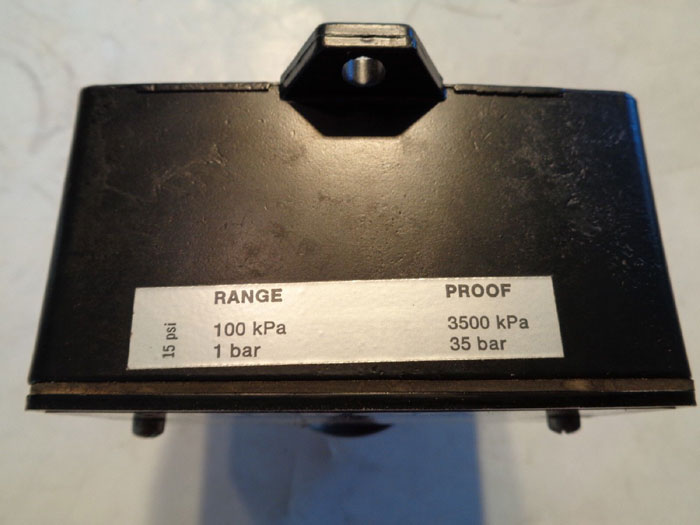 RANGE PROOF
15 psi
100 kPa 3500 kPa
1 bar 35 bar